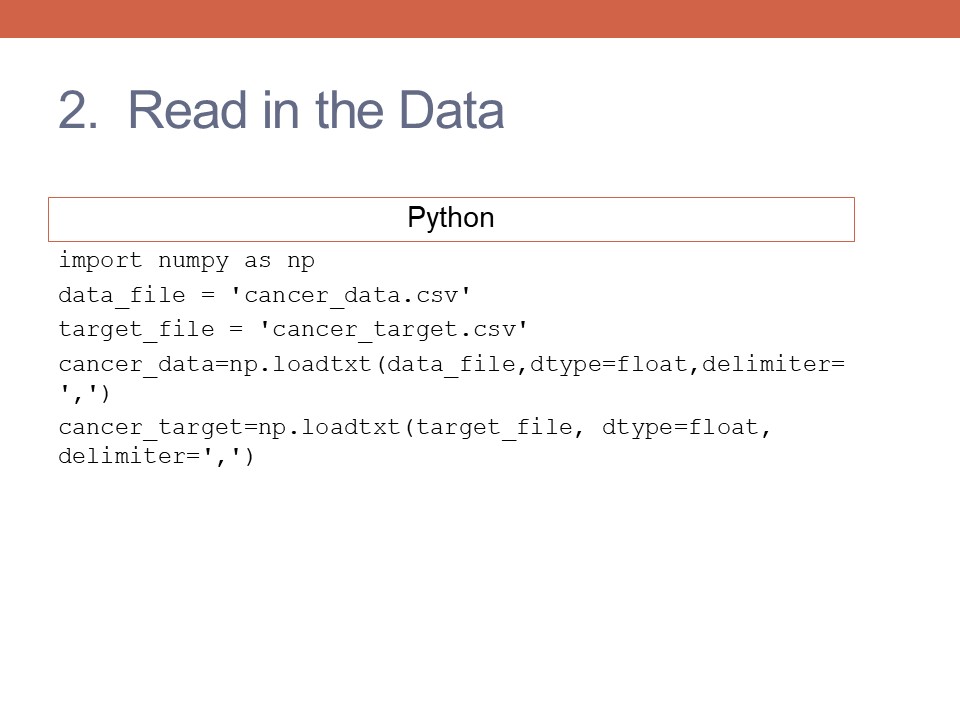 2. Read in the Data
Python
import numpy as np
data_file = 'cancer_data.csv'
target_file = 'cancer_target.csv'
cancer_data=np.loadtxt(data_file,dtype=float,delimiter=
',')
cancer_target=np.loadtxt(target_file, dtype=float,
delimiter=',')